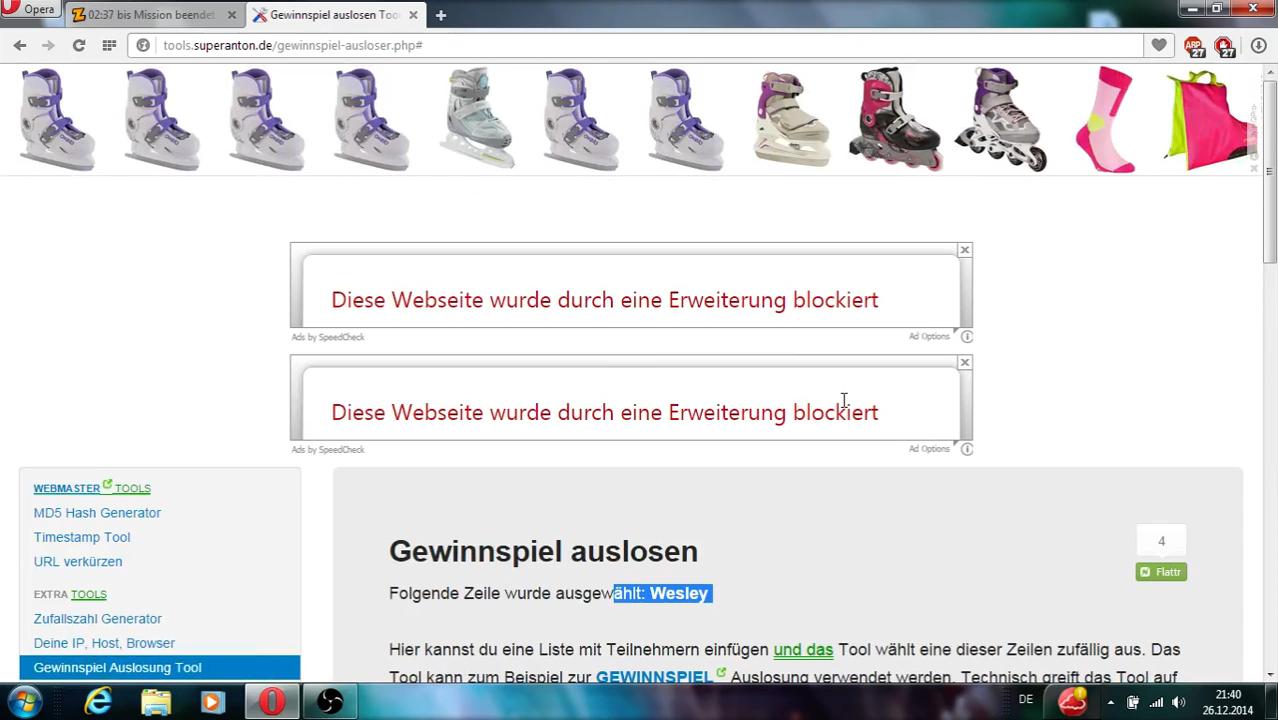 Opera
02:37 bis Mission beendet
Gewinnspiel auslosen Too
tools.superanton.de/gewinnspiel-ausloser.php#
ABP
27
27
Diese Webseite wurde durch eine Erweiterung blockiert
Ads by SpeedCheck
Ad Options
Diese Webseite wurde durch eine Erweiterung blockiert
Ads by SpeedCheck
Ad Options
WEBMASTER TOOLS
MD5 Hash Generator
Timestamp Tool
URL verkürzen
EXTRA TOOLS
Zufallszahl Generator
Deine IP, Host, Browser
Gewinnspiel Auslosung Tool
Gewinnspiel auslosen
4
Flattr
Folgende Zeile wurde ausgewählt: Wesley
Hier kannst du eine Liste mit Teilnehmern einfügen und das Tool wählt eine dieser Zeilen zufällig aus. Das
Tool kann zum Beispiel zur GEWINNSPIEL Auslosung verwendet werden. Technisch greift das Tool auf
DE
21:40
26.12.2014